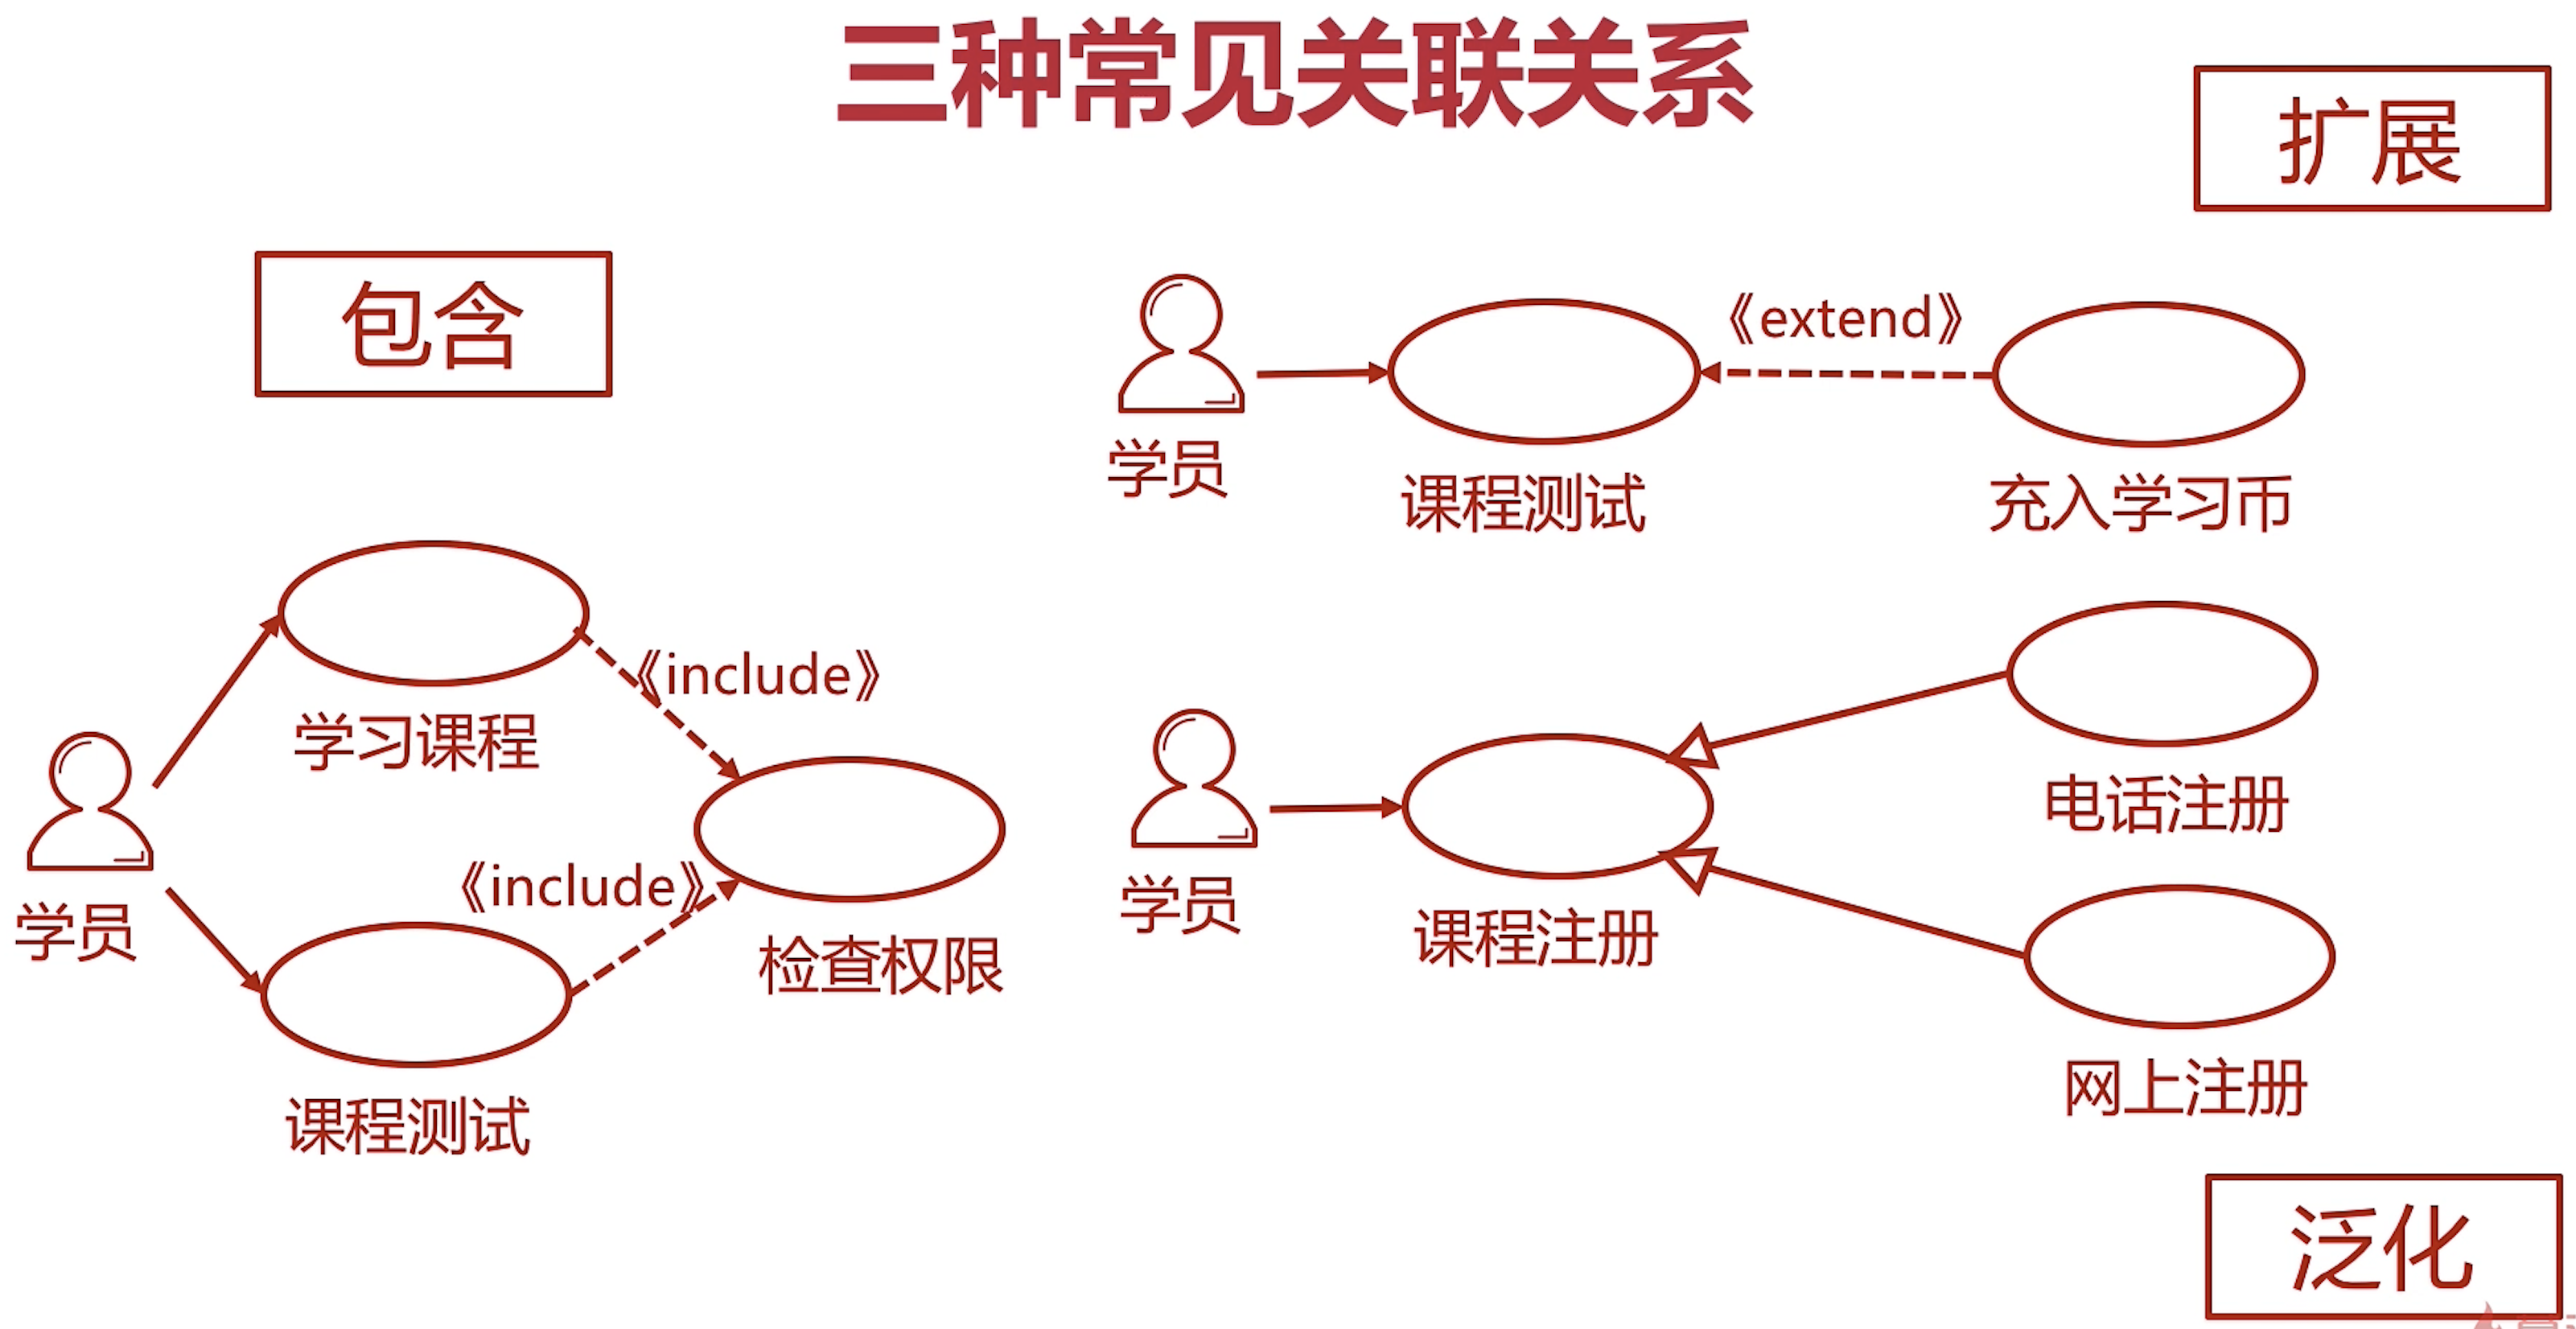 三种常见关联关系
扩展
包含
《extend》
学员
课程测试
充入学习币
《include》
学习课程
学员
《include》
检查权限
课程测试
电话注册
学员
课程注册
网上注册
泛化